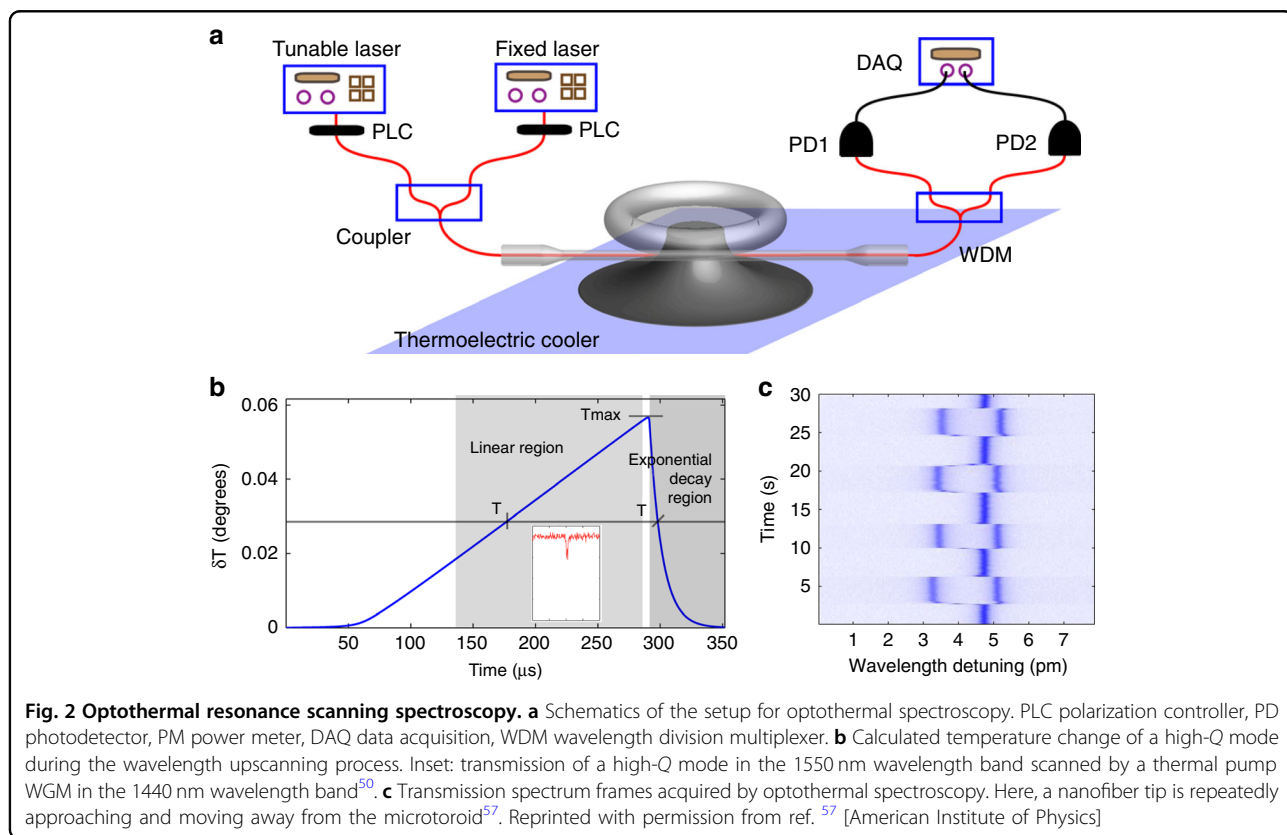 a
Tunable laser
Fixed laser
DAQ
PLC
PLC
PD1
PD2
Coupler
WDM
Thermoelectric cooler
b
0.06
0.04
0.02
0
δT (degrees)
Tmax
Linear region
Exponential
decay
region
T
T
50
100
150
200
250
300
350
Time (μs)
c
30
25
20
15
10
5
Time (s)
1
2
3
4
5
6
7
Wavelength detuning (pm)
Fig. 2 Optothermal resonance scanning spectroscopy. a Schematics of the setup for optothermal spectroscopy. PLC polarization controller, PD
photodetector, PM power meter, DAQ data acquisition, WDM wavelength division multiplexer. b Calculated temperature change of a high-Q mode
during the wavelength upscanning process. Inset: transmission of a high-Q mode in the 1550 nm wavelength band scanned by a thermal pump
WGM in the 1440 nm wavelength band50. c Transmission spectrum frames acquired by optothermal spectroscopy. Here, a nanofiber tip is repeatedly
approaching and moving away from the microtoroid57. Reprinted with permission from ref. 57 [American Institute of Physics]